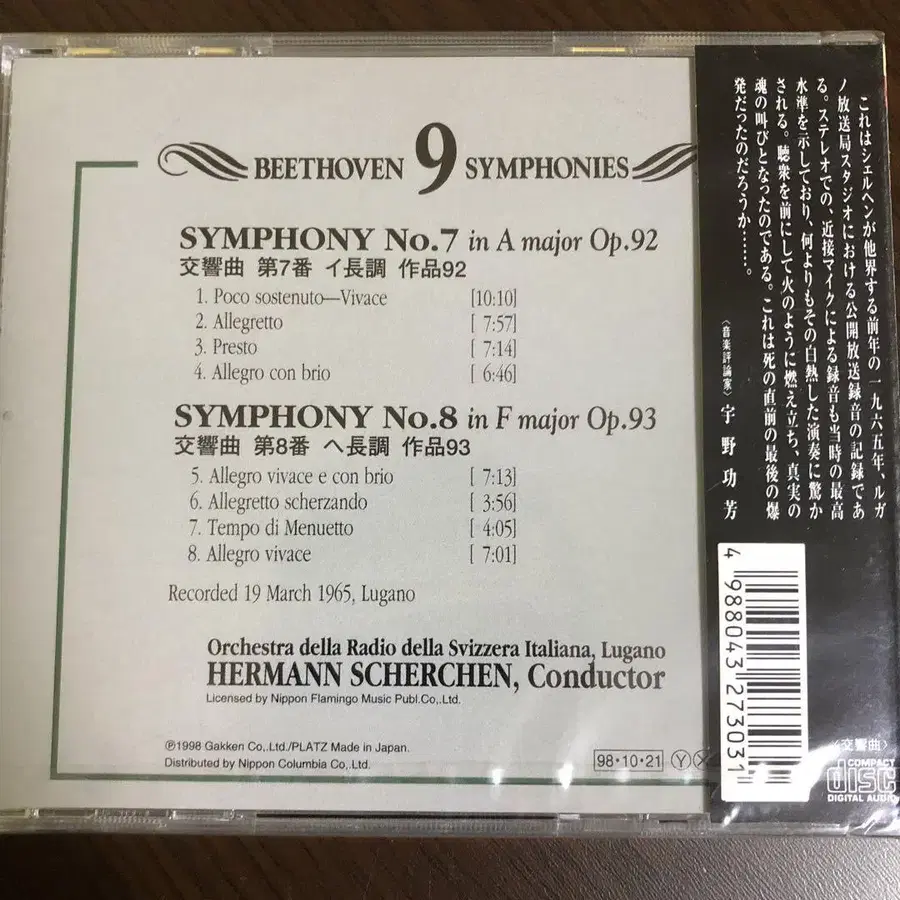 BEETHOVEN 9 SYMPHONIES
SYMPHONY No.7 in A major Op.92
交響曲 第7番 イ長調 作品92
1. Poco sostenuto—Vivace [10:10]
2. Allegretto [ 7:57]
3. Presto [ 7:14]
4. Allegro con brio [ 6:46]
SYMPHONY No.8 in F major Op.93
交響曲 第8番 ヘ長調 作品93
5. Allegro vivace e con brio [ 7:13]
6. Allegretto scherzando [ 3:56]
7. Tempo di Menuetto [ 4:05]
8. Allegro vivace [ 7:01]
Recorded 19 March 1965, Lugano
Orchestra della Radio della Svizzera Italiana, Lugano
HERMANN SCHERCHEN, Conductor
Licensed by Nippon Flamingo Music Publ.Co,.Ltd.
Ⓟ1998 Gakken Co,.Ltd./PLATZ Made in Japan.
Distributed by Nippon Columbia Co,.Ltd.
98・10・21 Ⓨ Ⓧ
これはシェルヘンが他界する前年の一九六五年、ルガ
ノ放送局スタジオにおける公開放送録音の記録であ
る。ステレオでの、近接マイクによる録音も当時の最高
水準を示しており、何よりもその白熱した演奏に驚か
される。聴衆を前にして火のように燃え立ち、真実の
魂の叫びとなったのである。これは死の直前の最後の爆
発だったのだろうか……。
〈音楽評論家〉宇野功芳
4 988043 273031
〈交響曲〉
COMPACT
disc
DIGITAL AUDIO